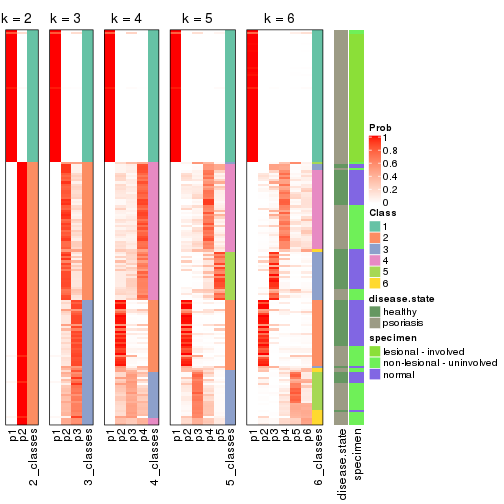 k = 2 k = 3 k = 4 k = 5 k = 6
p1 p2 2_classes p1 p2 p3 3_classes p1 p2 p3 p4 4_classes p1 p2 p3 p4 p5 5_classes p1 p2 p3 p4 p5 p6 6_classes disease.state specimen
Prob
1
0.8
0.6
0.4
0.2
0
Class
1
2
3
4
5
6
disease.state
healthy
psoriasis
specimen
lesional - involved
non-lesional - uninvolved
normal